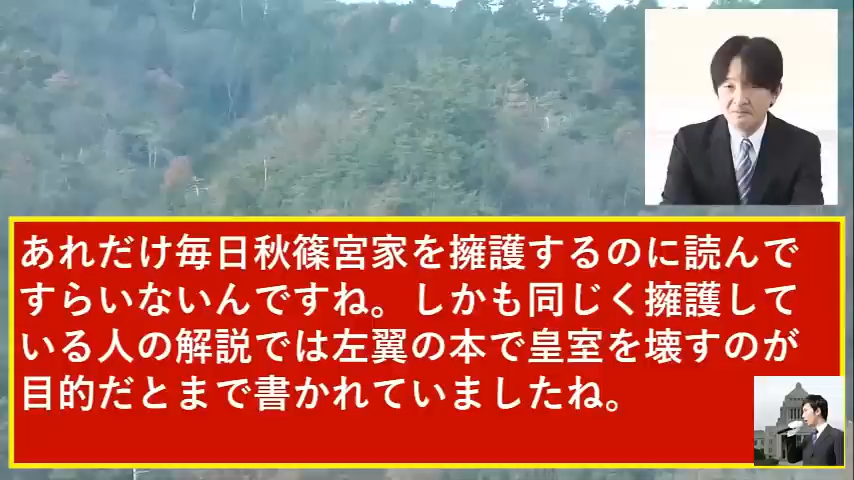 あれだけ毎日秋篠宮家を擁護するのに読んで
すらいないんですね。しかも同じく擁護して
いる人の解説では左翼の本で皇室を壊すのが
目的だとまで書かれていましたね。